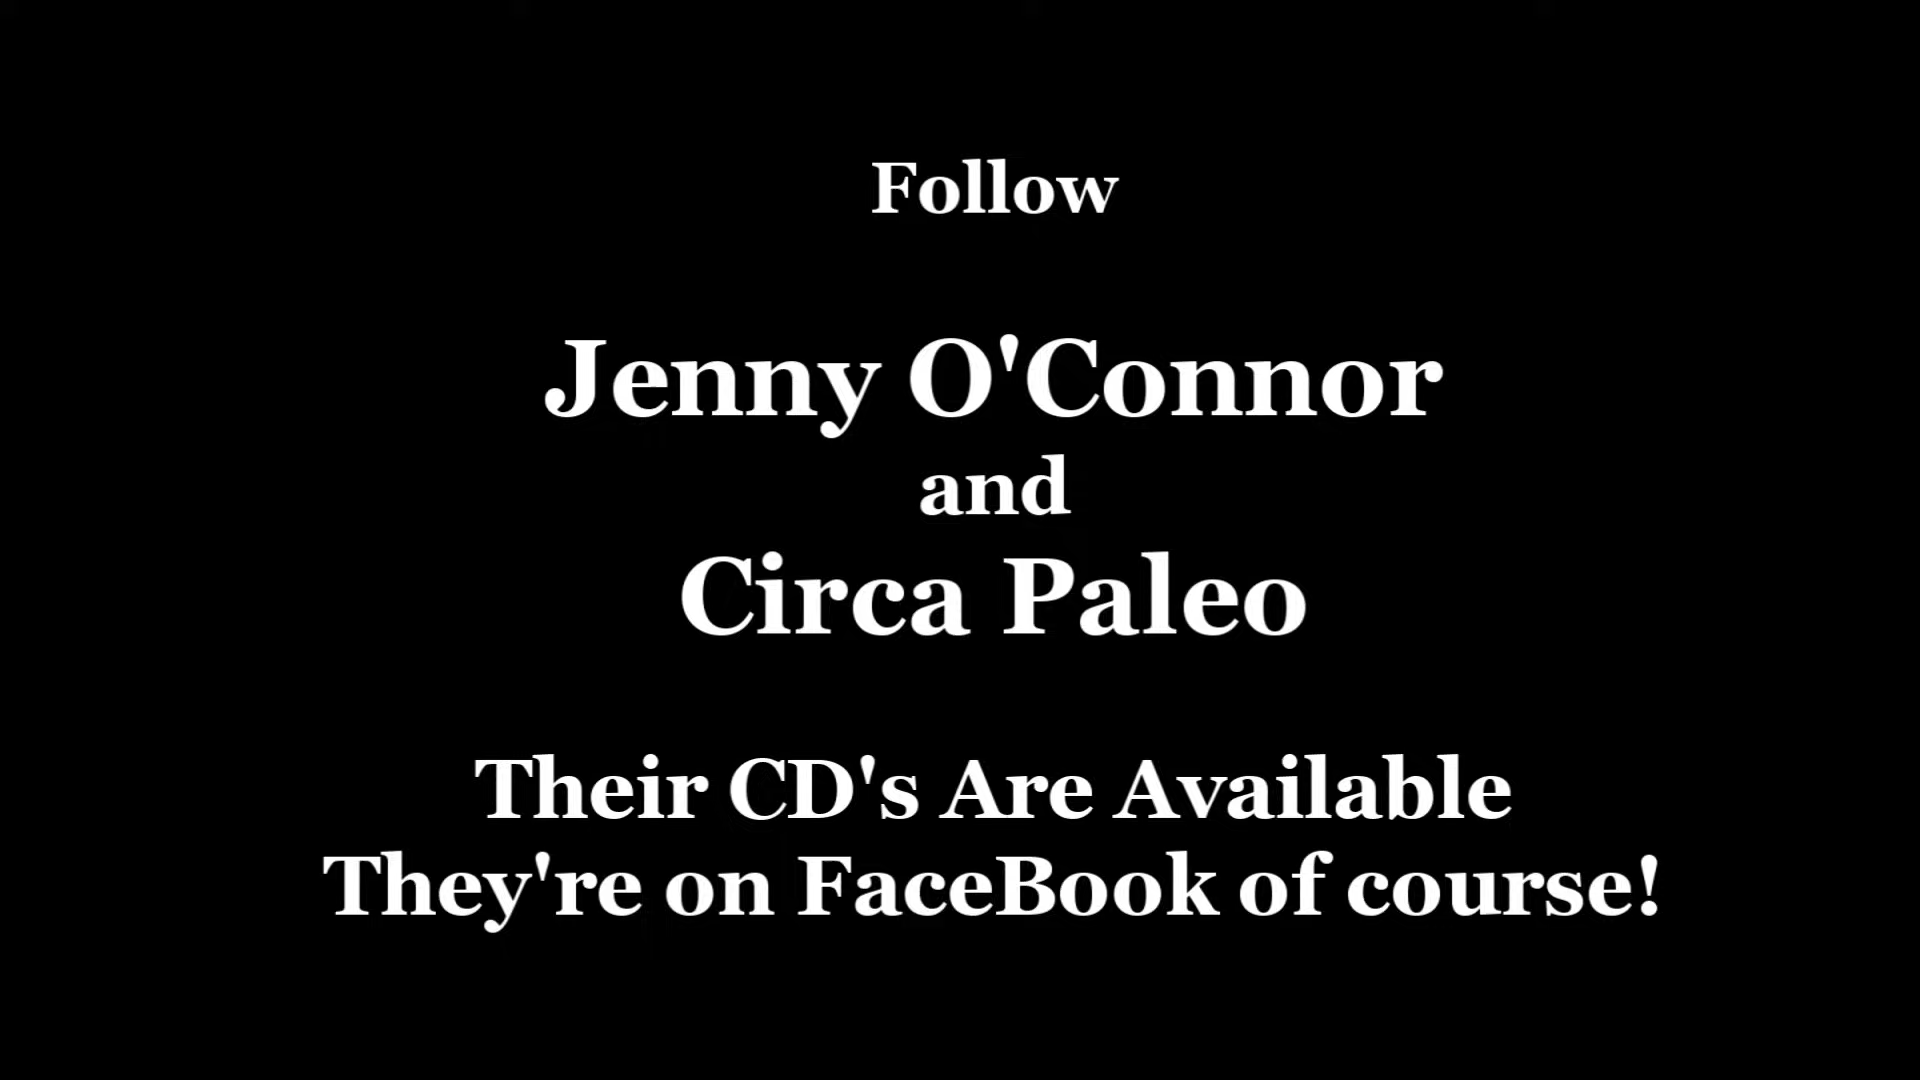 Follow
Jenny O'Connor
and
Circa Paleo
Their CD's Are Available
They're on FaceBook of course!